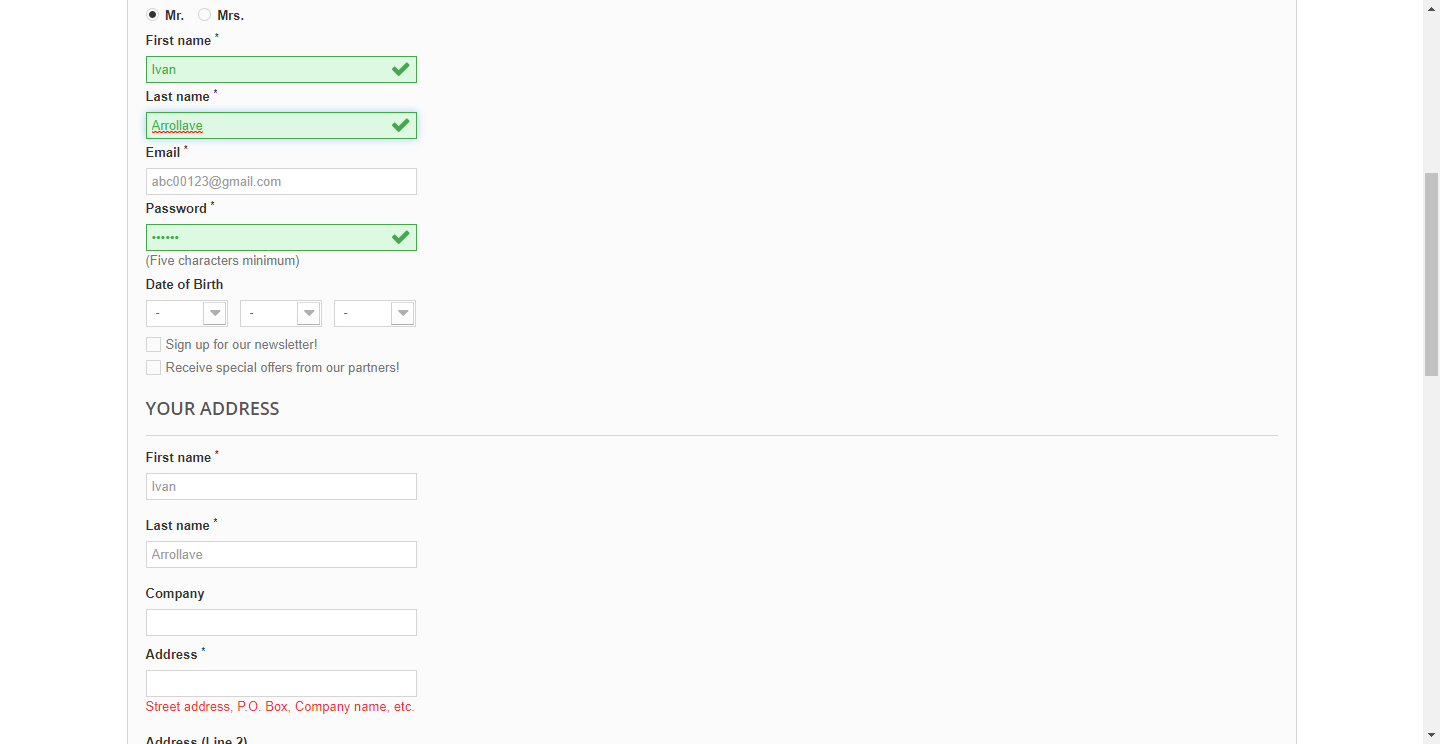 Mr. Mrs.
First name *
Ivan
Last name *
Arrollave
Email *
abc00123@gmail.com
Password *
••••••
(Five characters minimum)
Date of Birth
- - -
Sign up for our newsletter!
Receive special offers from our partners!
YOUR ADDRESS
First name *
Ivan
Last name *
Arrollave
Company
Address *
Street address, P.O. Box, Company name, etc.
Address (Line 2)